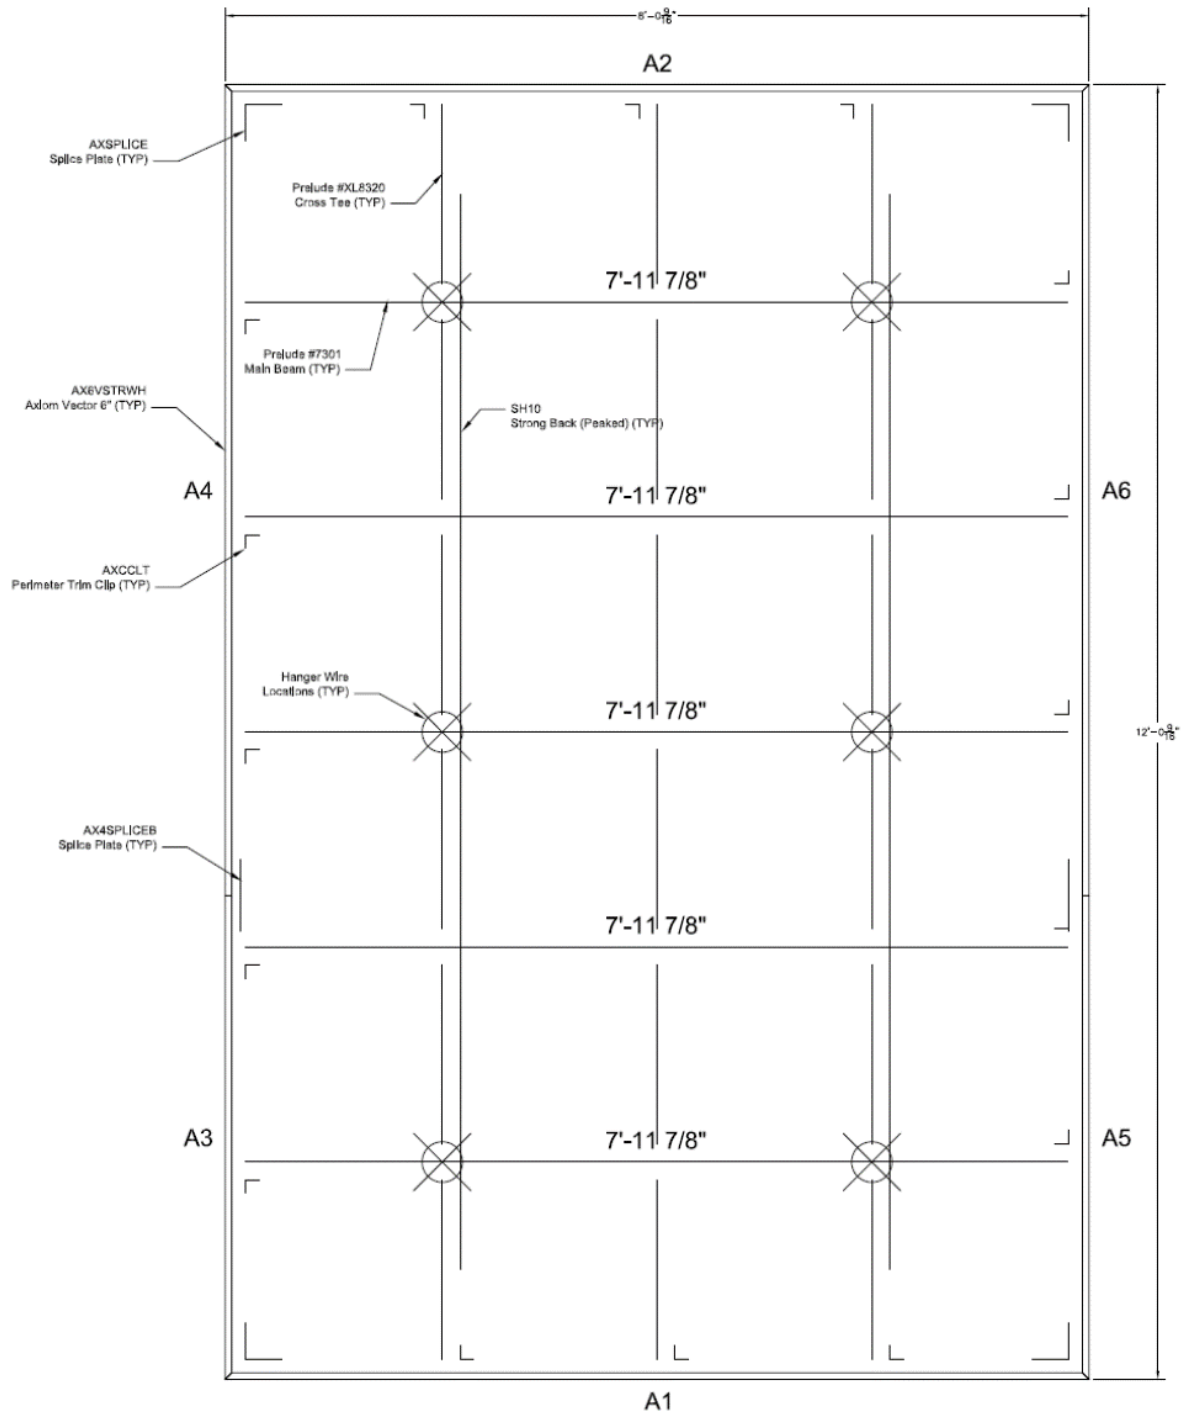 8'-0 9/16"
A2
AXSPLICE
Splice Plate (TYP)
Prelude #XL8320
Cross Tee (TYP)
7'-11 7/8"
Prelude #7301
Main Beam (TYP)
AX6VSTRWH
Axiom Vector 6" (TYP)
SH10
Strong Back (Peaked) (TYP)
A4
7'-11 7/8"
A6
AXCCLT
Perimeter Trim Clip (TYP)
Hanger Wire
Locations (TYP)
7'-11 7/8"
12'-0 9/16"
AX4SPLICEB
Splice Plate (TYP)
7'-11 7/8"
A3
7'-11 7/8"
A5
A1